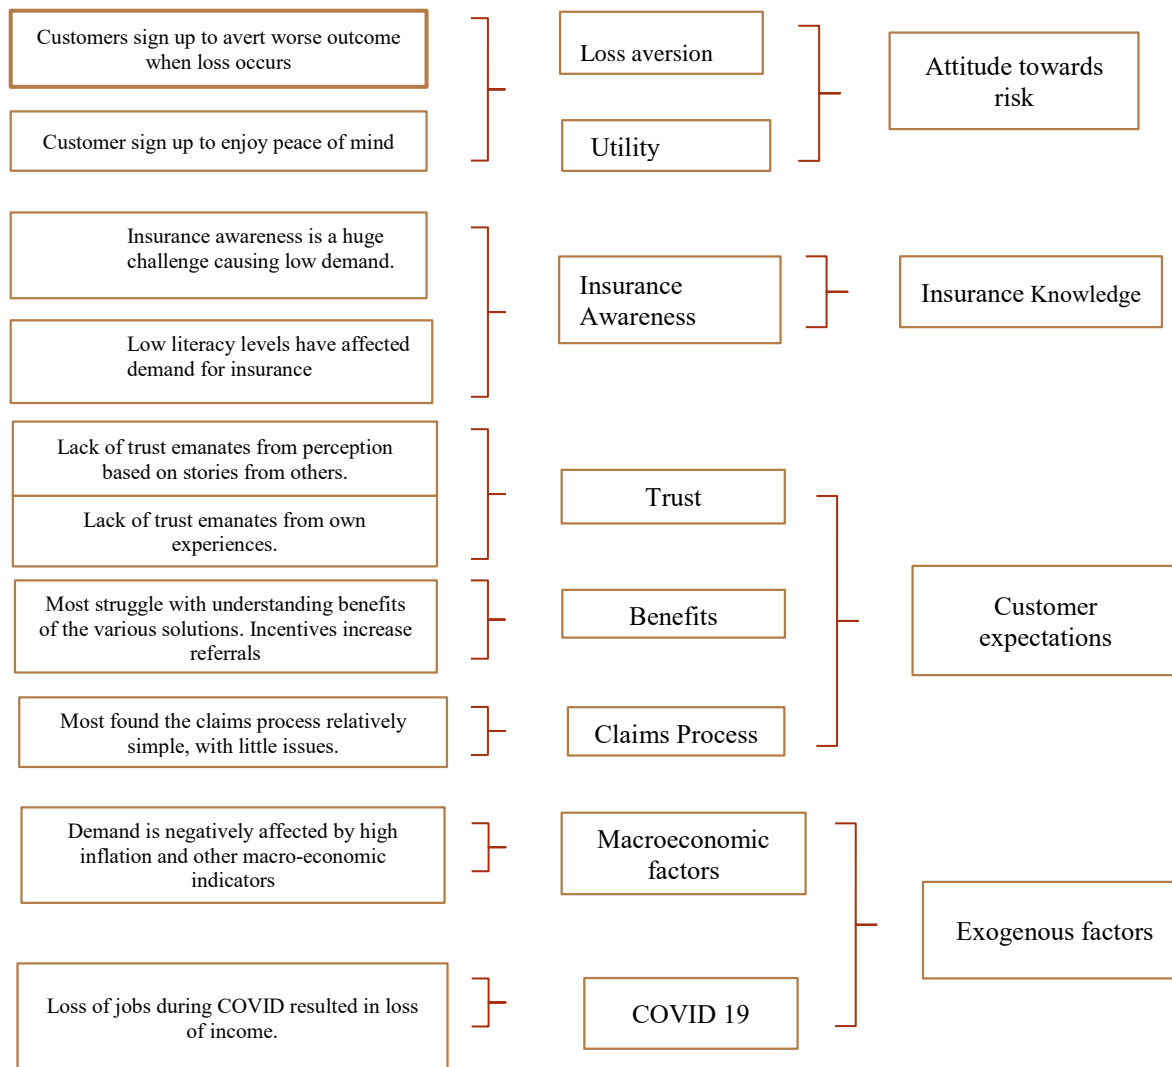 Customers sign up to avert worse outcome
when loss occurs
Loss aversion
Attitude towards
risk
Customer sign up to enjoy peace of mind
Utility
Insurance awareness is a huge
challenge causing low demand.
Insurance
Awareness
Insurance Knowledge
Low literacy levels have affected
demand for insurance
Lack of trust emanates from perception
based on stories from others.
Trust
Lack of trust emanates from own
experiences.
Most struggle with understanding benefits
of the various solutions. Incentives increase
referrals
Benefits
Customer
expectations
Most found the claims process relatively
simple, with little issues.
Claims Process
Demand is negatively affected by high
inflation and other macro-economic
indicators
Macroeconomic
factors
Exogenous factors
Loss of jobs during COVID resulted in loss
of income.
COVID 19